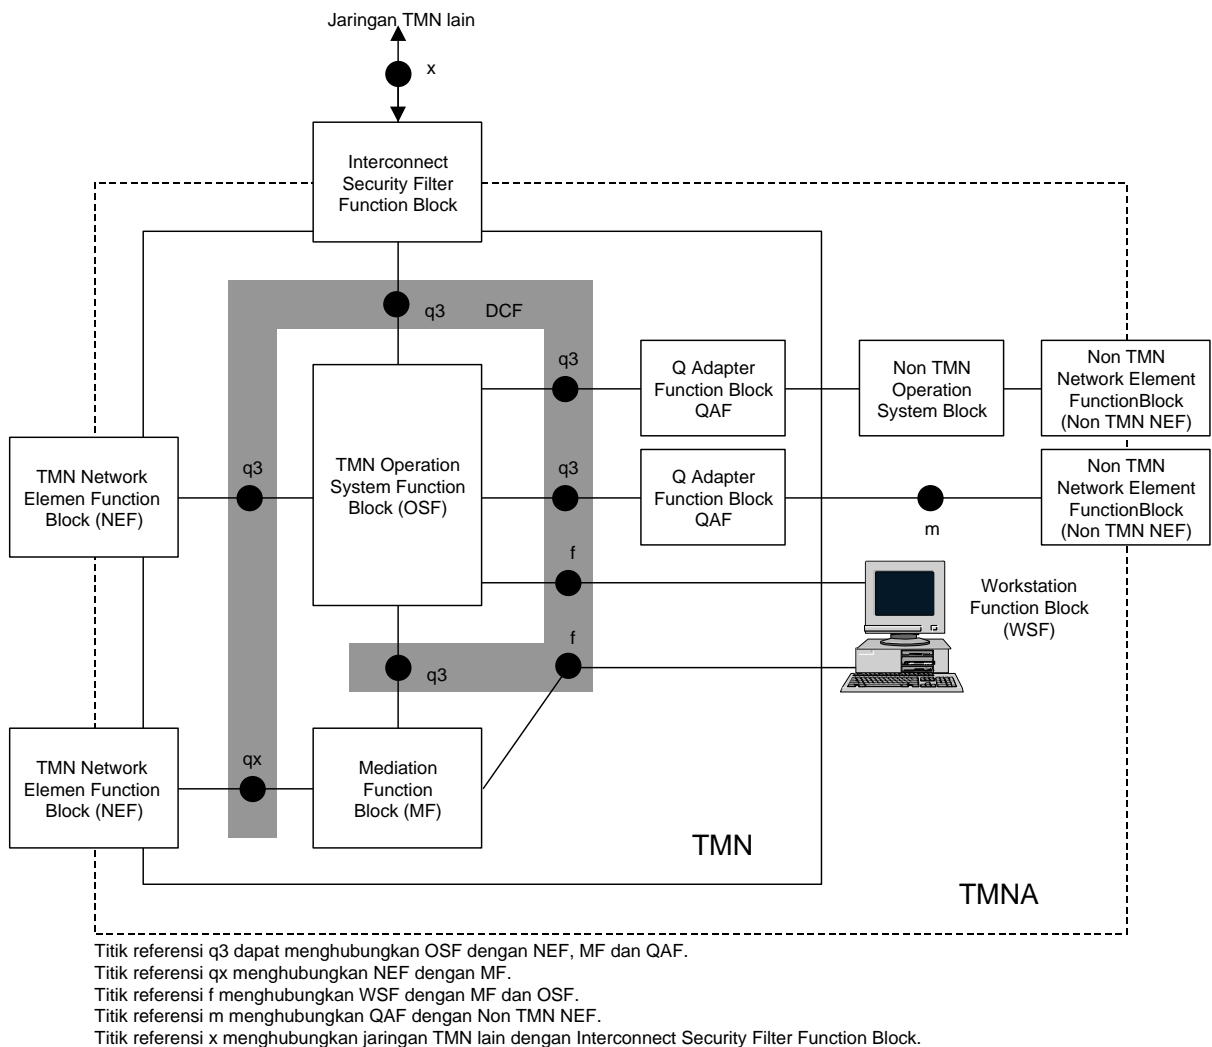 Jaringan TMN lain
x
Interconnect
Security Filter
Function Block
q3
DCF
q3
Q Adapter
Function Block
QAF
Non TMN
Operation
System Block
Non TMN
Network Element
FunctionBlock
(Non TMN NEF)
TMN Network
Elemen Function
Block (NEF)
q3
TMN Operation
System Function
Block (OSF)
q3
Q Adapter
Function Block
QAF
m
Non TMN
Network Element
FunctionBlock
(Non TMN NEF)
f
Workstation
Function Block
(WSF)
f
q3
TMN Network
Elemen Function
Block (NEF)
qx
Mediation
Function
Block (MF)
TMN
TMNA
Titik referensi q3 dapat menghubungkan OSF dengan NEF, MF dan QAF.
Titik referensi qx menghubungkan NEF dengan MF.
Titik referensi f menghubungkan WSF dengan MF dan OSF.
Titik referensi m menghubungkan QAF dengan Non TMN NEF.
Titik referensi x menghubungkan jaringan TMN lain dengan Interconnect Security Filter Function Block.